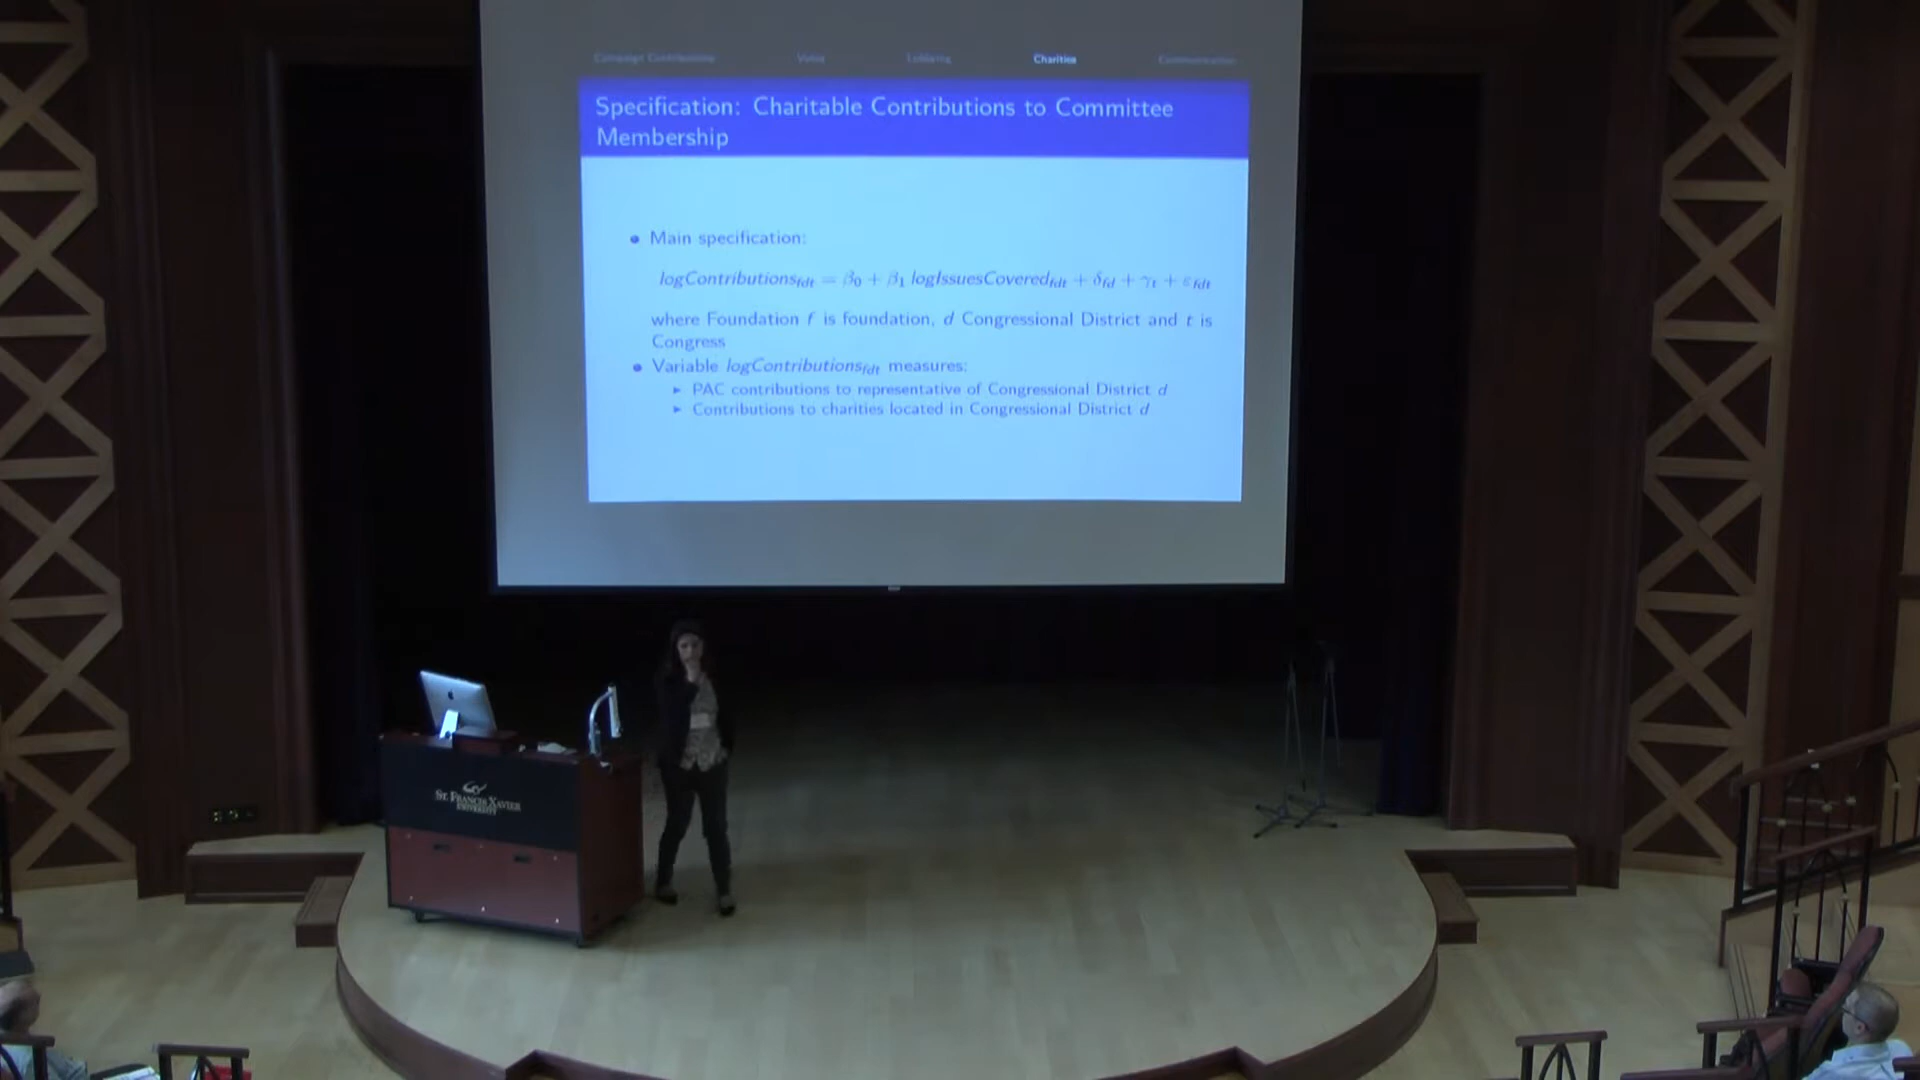 Campaign Contributions Votes Lobbying Charities Communication
Specification: Charitable Contributions to Committee
Membership
Main specification:
logContributions_fdt = β₀ + β₁ logIssuesCovered_fdt + δ_fd + γ_t + ε_fdt
where Foundation f is foundation, d Congressional District and t is
Congress
Variable logContributions_fdt measures:
PAC contributions to representative of Congressional District d
Contributions to charities located in Congressional District d
ST. FRANCIS XAVIER
UNIVERSITY